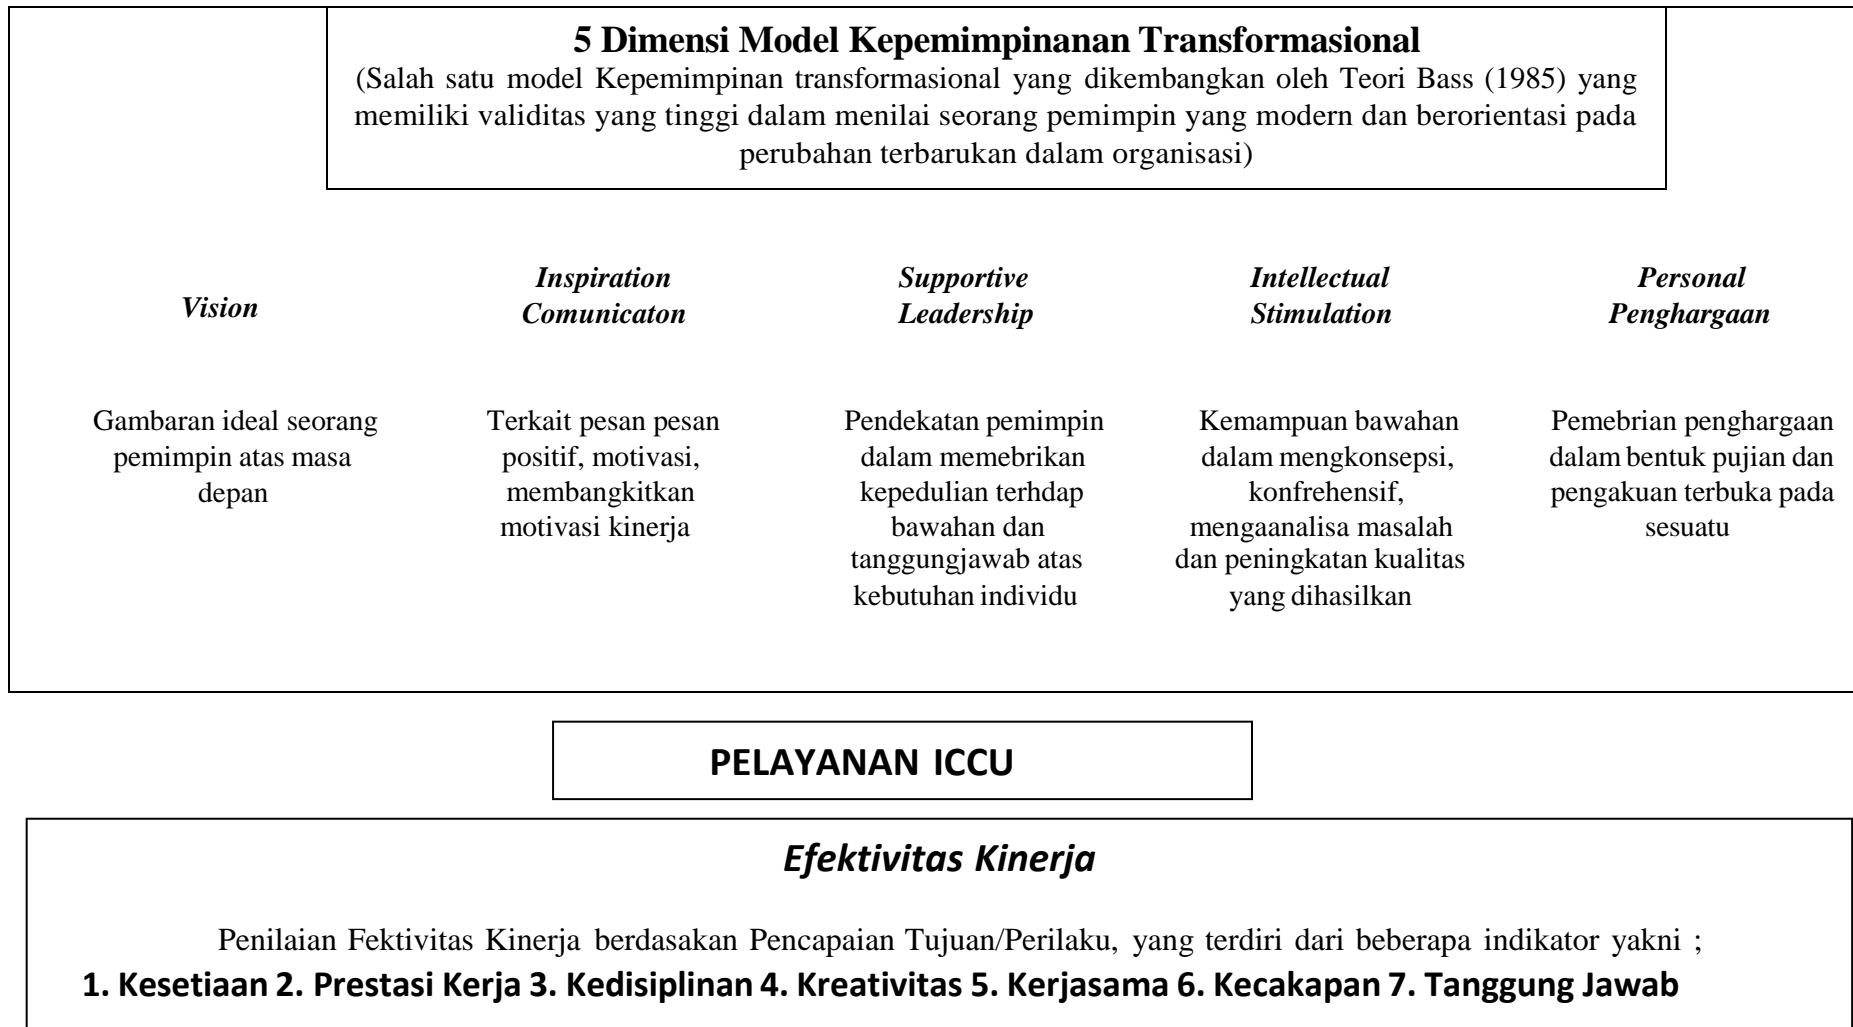 5 Dimensi Model Kepemimpinanan Transformasional
(Salah satu model Kepemimpinan transformasional yang dikembangkan oleh Teori Bass (1985) yang
memiliki validitas yang tinggi dalam menilai seorang pemimpin yang modern dan berorientasi pada
perubahan terbarukan dalam organisasi)
Vision
Inspiration
Comunicaton
Supportive
Leadership
Intellectual
Stimulation
Personal
Penghargaan
Gambaran ideal seorang
pemimpin atas masa
depan
Terkait pesan pesan
positif, motivasi,
membangkitkan
motivasi kinerja
Pendekatan pemimpin
dalam memebrikan
kepedulian terhdap
bawahan dan
tanggungjawab atas
kebutuhan individu
Kemampuan bawahan
dalam mengkonsepsi,
konfrehensif,
mengaanalisa masalah
dan peningkatan kualitas
yang dihasilkan
Pemebrian penghargaan
dalam bentuk pujian dan
pengakuan terbuka pada
sesuatu
PELAYANAN ICCU
Efektivitas Kinerja
Penilaian Fektivitas Kinerja berdasakan Pencapaian Tujuan/Perilaku, yang terdiri dari beberapa indikator yakni ;
1. Kesetiaan 2. Prestasi Kerja 3. Kedisiplinan 4. Kreativitas 5. Kerjasama 6. Kecakapan 7. Tanggung Jawab